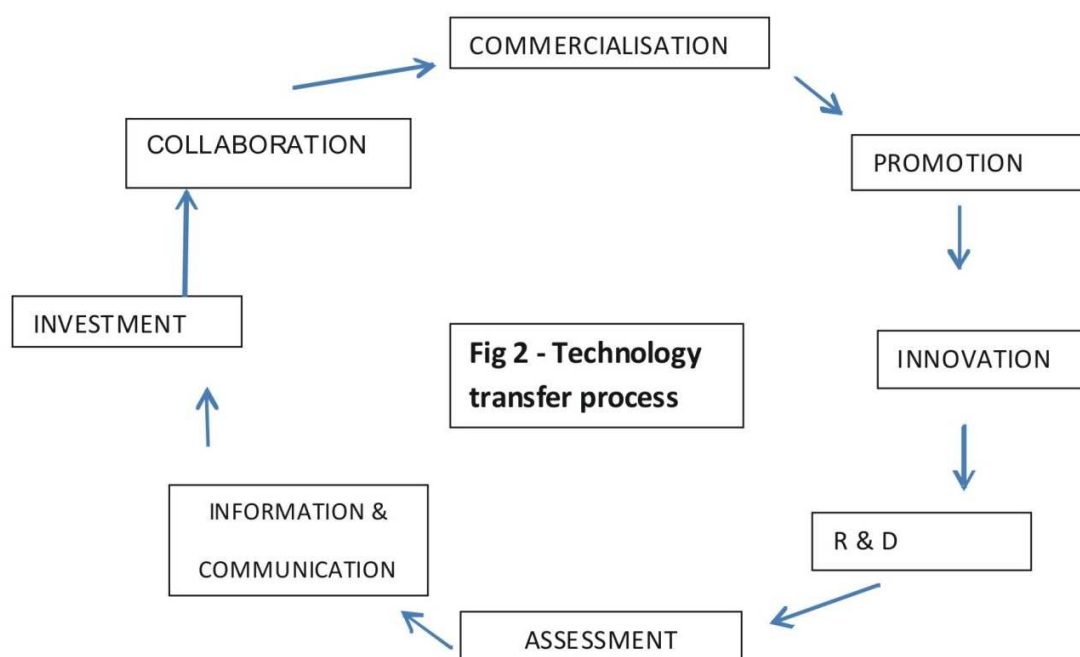 COMMERCIALISATION
COLLABORATION
PROMOTION
INVESTMENT
Fig 2 - Technology
transfer process
INNOVATION
INFORMATION &
COMMUNICATION
R & D
ASSESSMENT